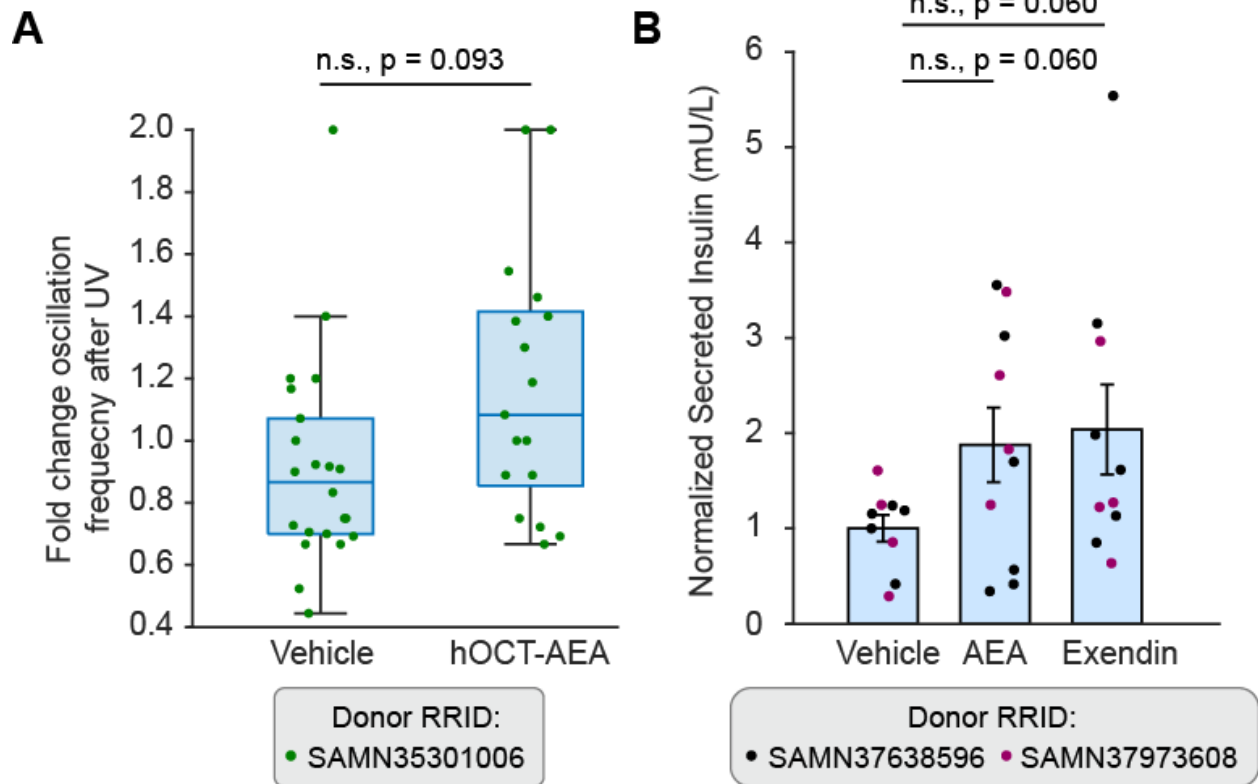 A
n.s., p = 0.093
2.0
1.8
1.6
1.4
1.2
1.0
0.8
0.6
0.4
Fold change oscillation
frequecny after UV
Vehicle hOCT-AEA
Donor RRID:
SAMN35301006
B
n.s., p = 0.060
n.s., p = 0.060
6
5
4
3
2
1
0
Normalized Secreted Insulin (mU/L)
Vehicle AEA Exendin
Donor RRID:
SAMN37638596 SAMN37973608